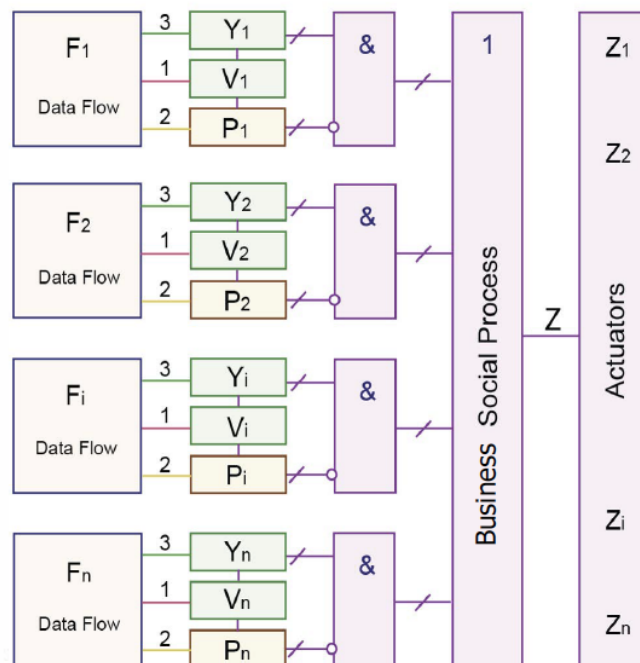 F1
Data Flow
3
1
2
Y1
V1
P1
&
F2
Data Flow
3
1
2
Y2
V2
P2
&
Fi
Data Flow
3
1
2
Yi
Vi
Pi
&
Fn
Data Flow
3
1
2
Yn
Vn
Pn
&
1
Business Social Process
Z
Z1
Z2
Actuators
Zi
Zn